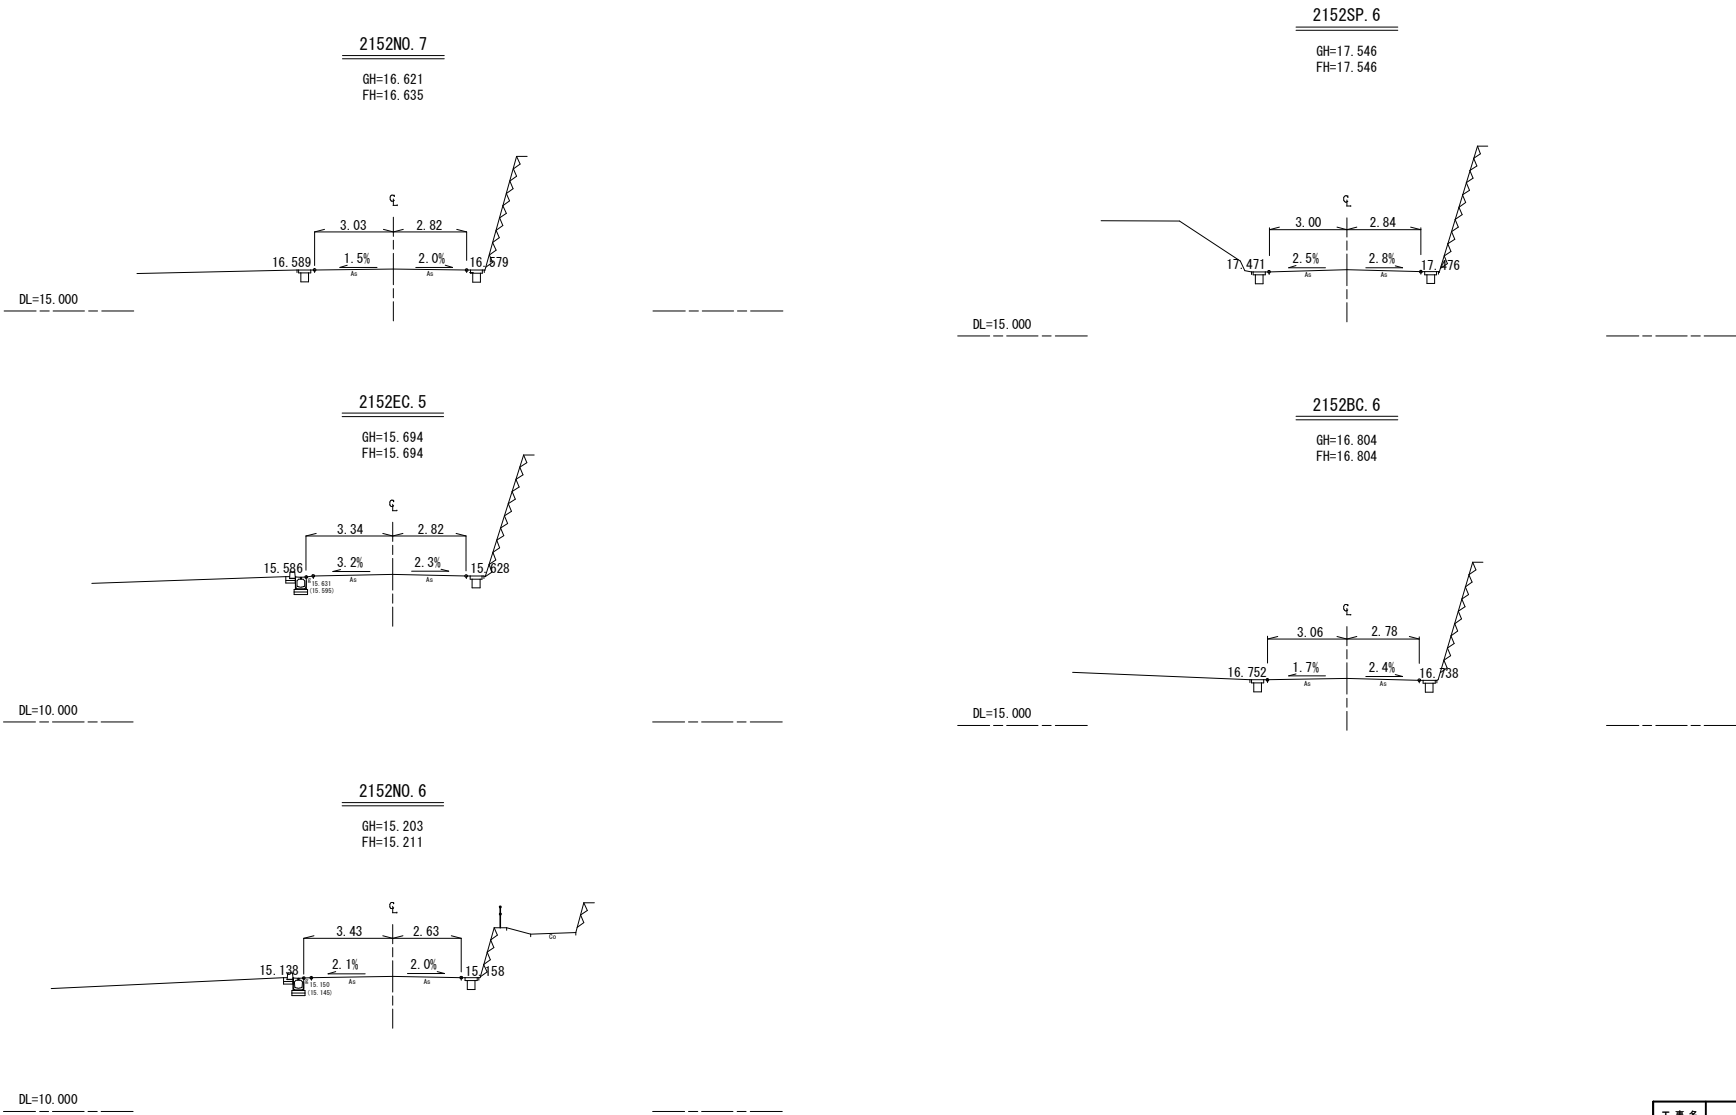 2152NO.7
GH=16.621
FH=16.635
℄
3.03 2.82
16.589 1.5% 2.0% 16.579
As As
DL=15.000
2152EC.5
GH=15.694
FH=15.694
℄
3.34 2.82
15.586 3.2% 2.3% 15.628
As As
15.631
(15.595)
DL=10.000
2152NO.6
GH=15.203
FH=15.211
℄
3.43 2.63
Co
15.138 2.1% 2.0% 15.158
As As
15.150
(15.145)
DL=10.000
2152SP.6
GH=17.546
FH=17.546
℄
3.00 2.84
17.471 2.5% 2.8% 17.476
As As
DL=15.000
2152BC.6
GH=16.804
FH=16.804
℄
3.06 2.78
16.752 1.7% 2.4% 16.738
As As
DL=15.000
工事名